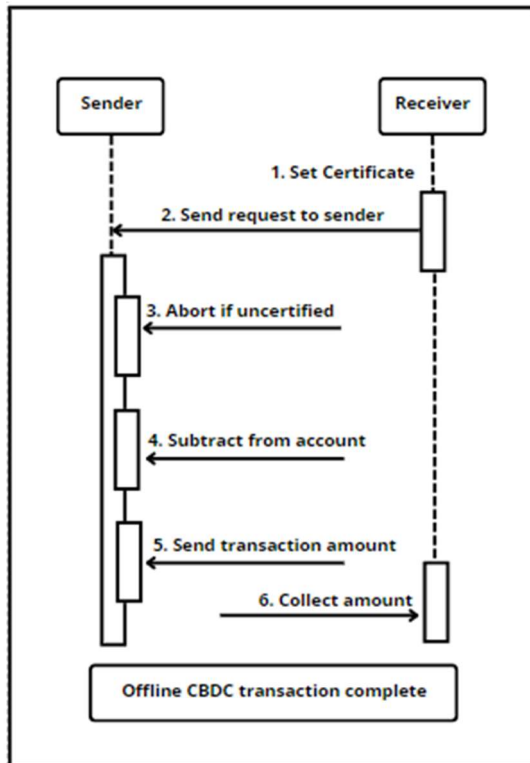 Sender
Receiver
1. Set Certificate
2. Send request to sender
3. Abort if uncertified
4. Subtract from account
5. Send transaction amount
6. Collect amount
Offline CBDC transaction complete